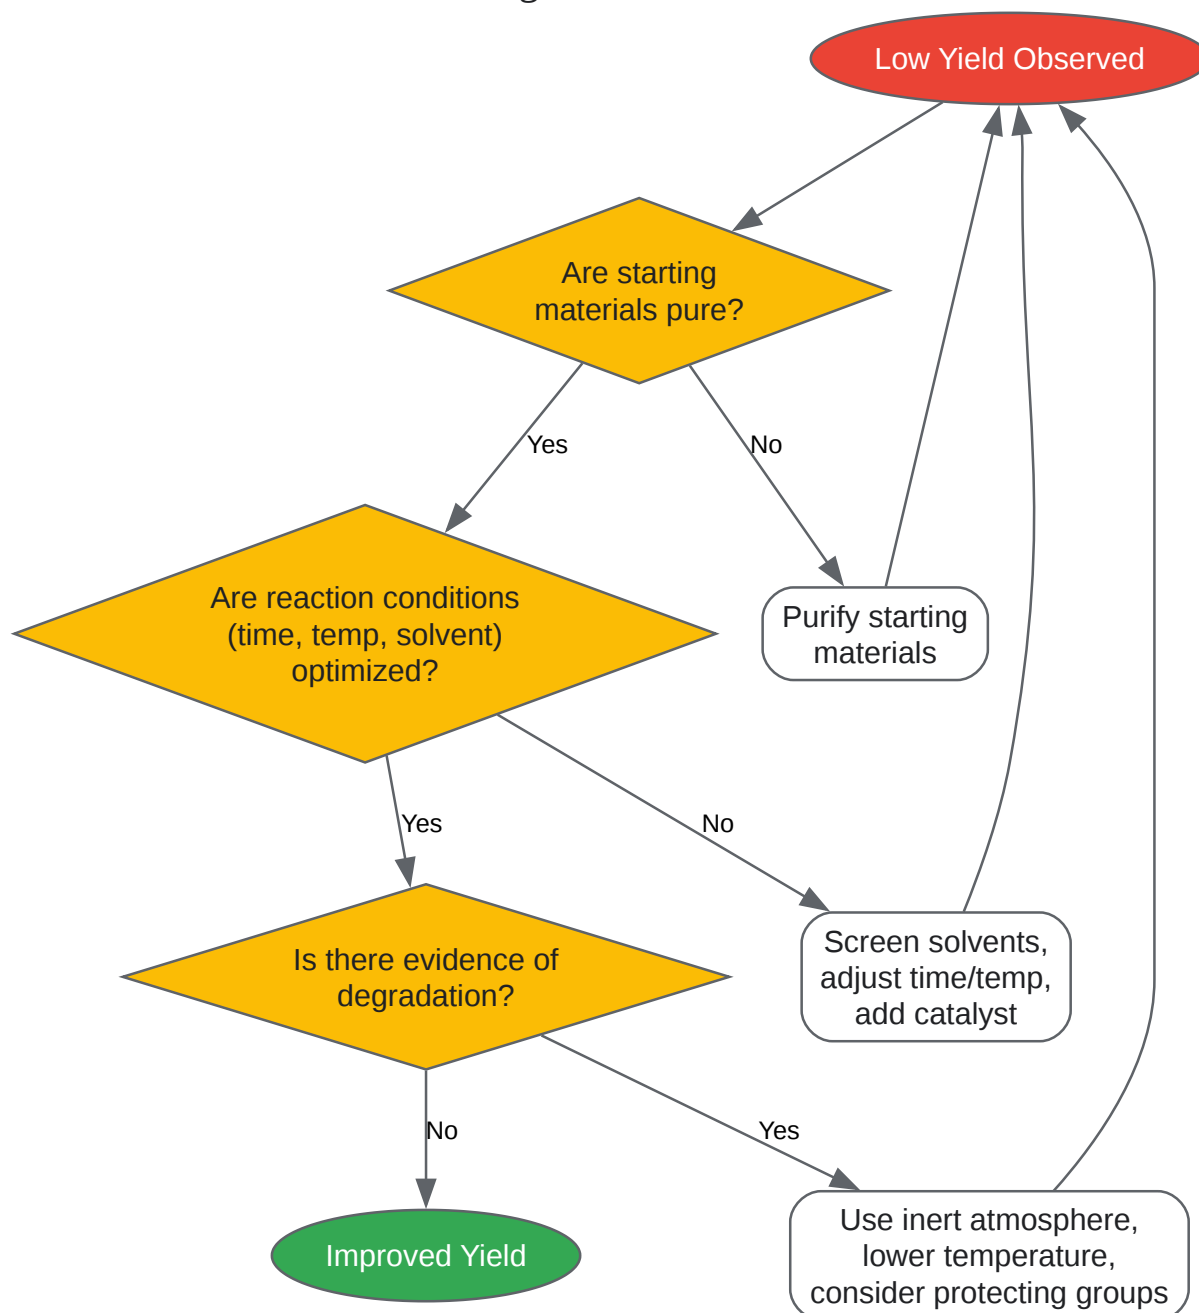 Low Yield Observed
Are starting
materials pure?
Yes
No
Are reaction conditions
(time, temp, solvent)
optimized?
Purify starting
materials
Yes
No
Is there evidence of
degradation?
Screen solvents,
adjust time/temp,
add catalyst
No
Yes
Improved Yield
Use inert atmosphere,
lower temperature,
consider protecting groups